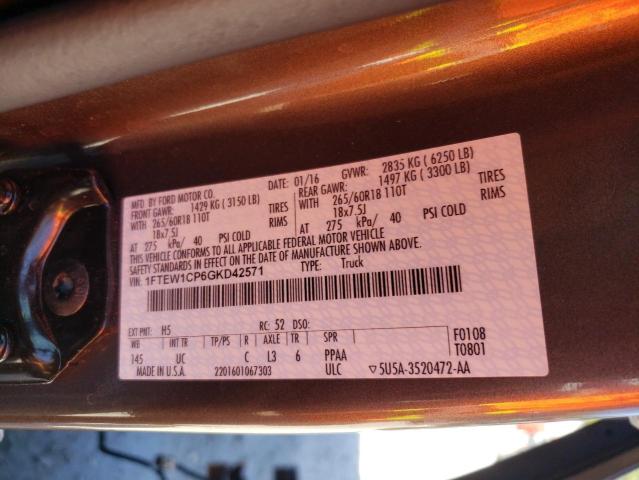 MFD. BY FORD MOTOR CO.
DATE: 01/16 GVWR: 2835 KG ( 6250 LB)
FRONT GAWR: 1429 KG ( 3150 LB)
REAR GAWR: 1497 KG ( 3300 LB)
WITH 265/60R18 110T TIRES
WITH 265/60R18 110T TIRES
18x7.5J RIMS
18x7.5J RIMS
AT 275 kPa/ 40 PSI COLD
AT 275 kPa/ 40 PSI COLD
THIS VEHICLE CONFORMS TO ALL APPLICABLE FEDERAL MOTOR VEHICLE
SAFETY STANDARDS IN EFFECT ON THE DATE OF MANUFACTURE SHOWN ABOVE.
VIN: 1FTEW1CP6GKD42571
TYPE: Truck
EXT PNT: H5 RC: 52 DSO:
F0108
WB TP/PS R AXLE TR SPR
T0801
145 UC C L3 6 PPAA
MADE IN U.S.A. 2201601067303 ULC ▽5U5A-3520472-AA